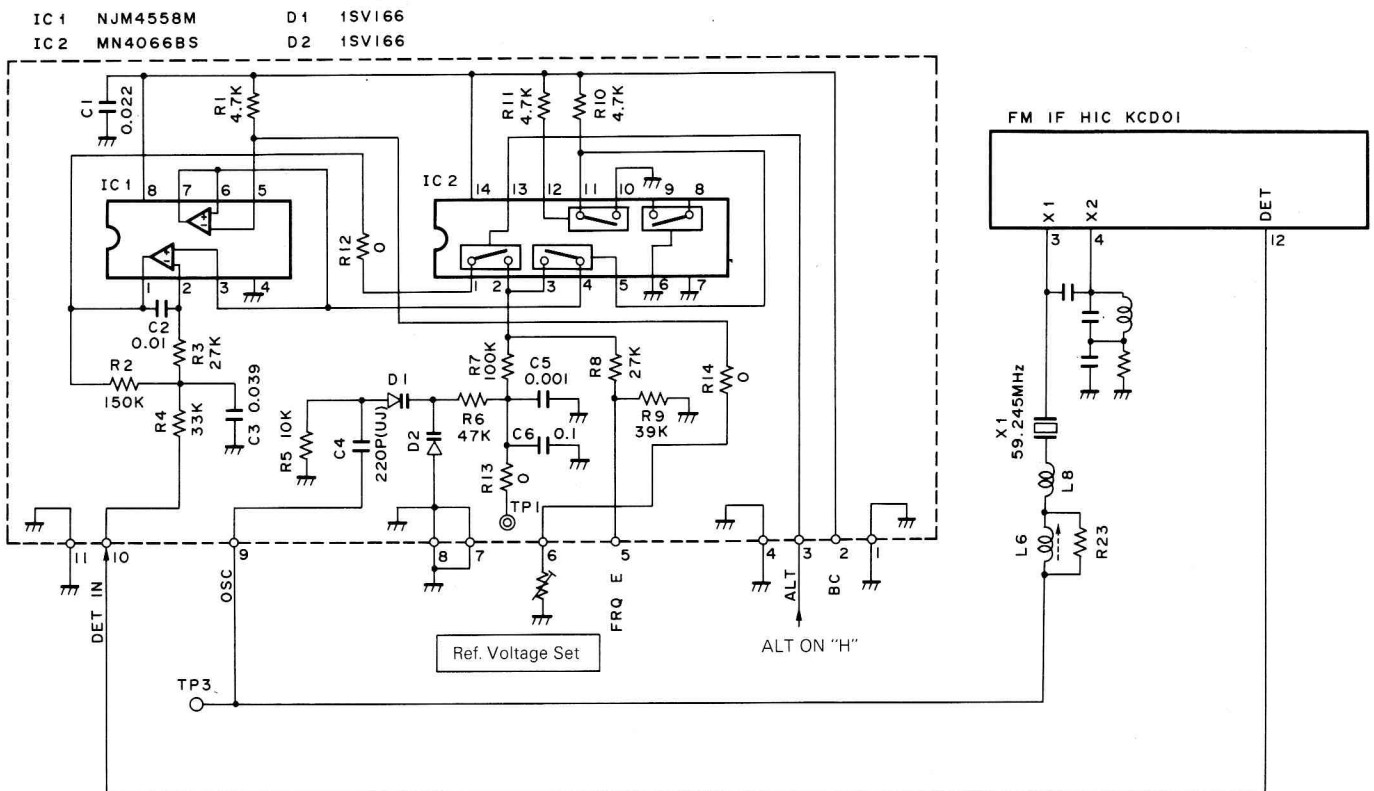 IC1 NJM4558M D1 1SV166
IC2 MN4066BS D2 1SV166
C1
0.022
R1
4.7K
R11
4.7K
R10
4.7K
FM IF HIC KCD01
IC1 8 7 6 5
IC2 14 13 12 11 10 9 8
X1
X2
DET
3 4 12
R12
0
1 2 3 4
1 2 3 4 5 6 7
C2
0.01
R3
27K
R2
150K
R4
33K
C3 0.039
R5 10K
C4
220P(UJ)
D1
D2
R6
47K
R7
100K
C5
0.001
C6 0.1
R13
0
TP1
R8
27K
R9
39K
R14
0
X1
59.245MHz
L8
L6
R23
11 10 9 8 7 6 5 4 3 2 1
DET IN
OSC
FRQ E
ALT
BC
Ref. Voltage Set
ALT ON "H"
TP3